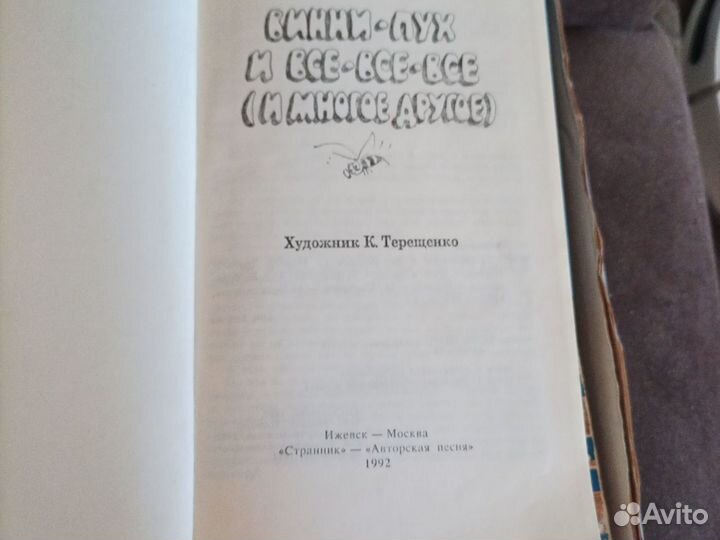 ВИННИ-ПУХ
И ВСЕ-ВСЕ-ВСЕ
(И МНОГОЕ ДРУГОЕ)
Художник К. Терещенко
Ижевск — Москва
«Странник» — «Авторская песня»
1992
Avito